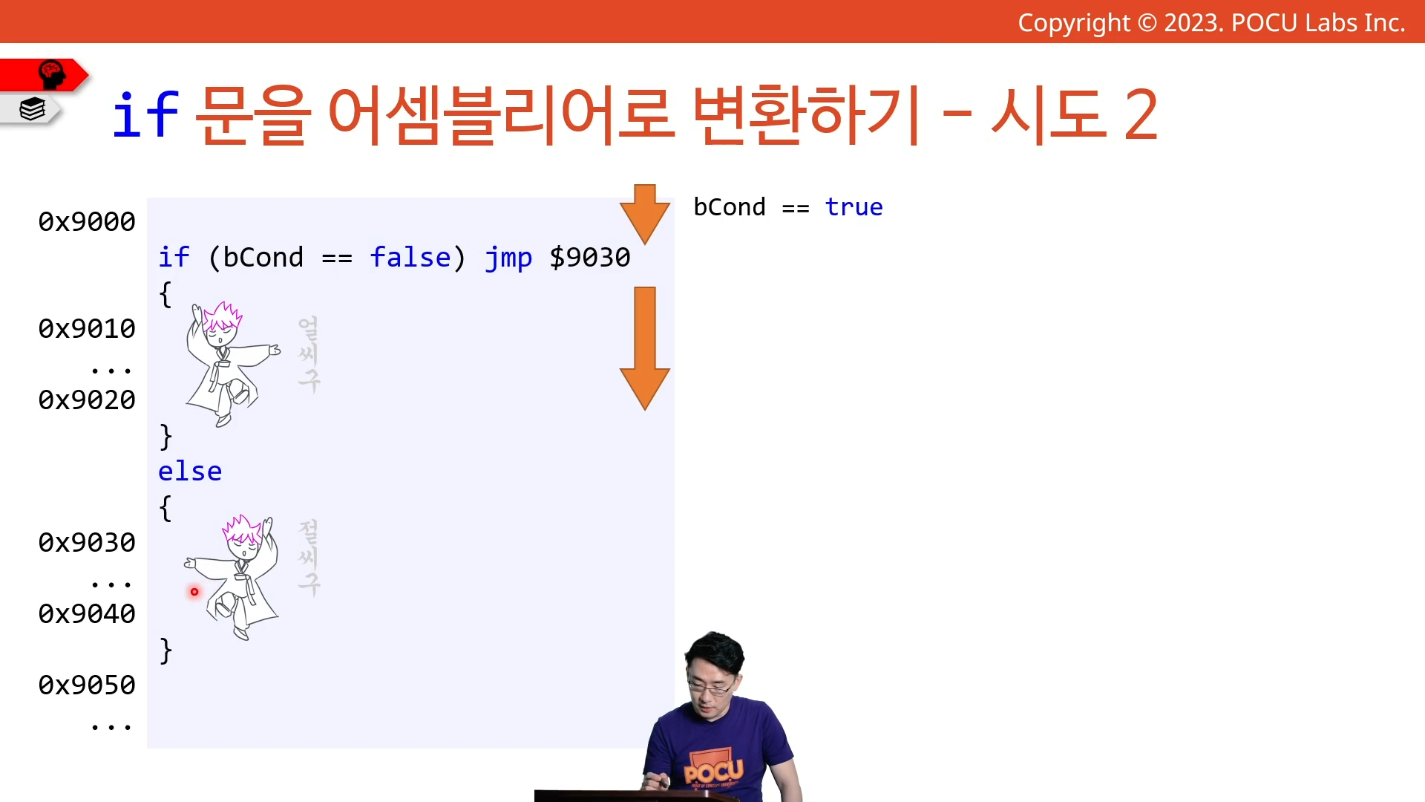 Copyright © 2023. POCU Labs Inc.
if 문을 어셈블리어로 변환하기 – 시도 2
bCond == true
0x9000
if (bCond == false) jmp $9030
{
0x9010
얼씨구
...
0x9020
}
else
{
0x9030
절씨구
...
0x9040
}
0x9050
...
POCU